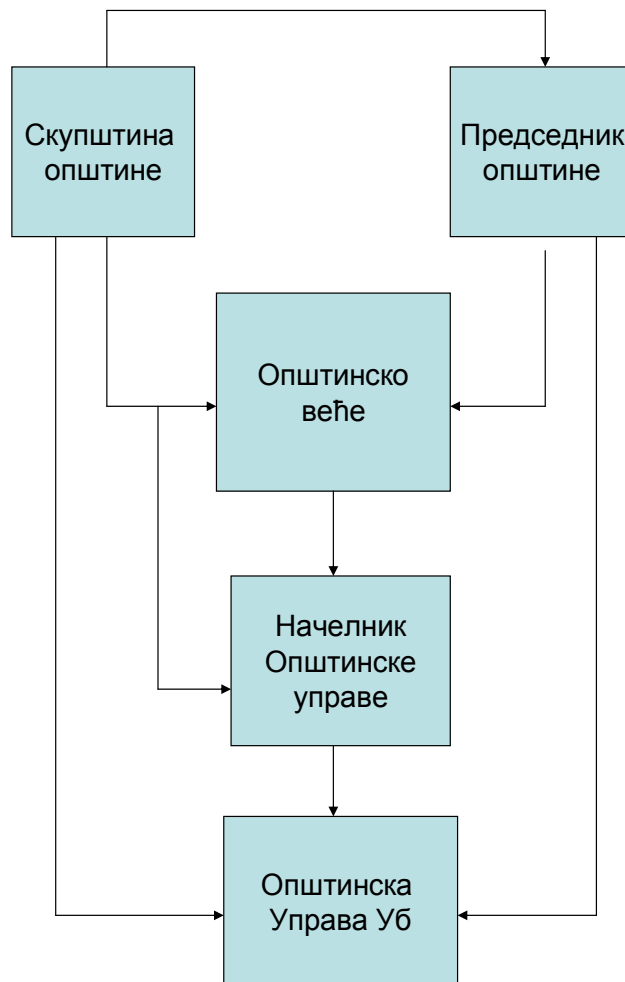 Скупштина
општине
Председник
општине
Општинско
веће
Начелник
Општинске
управе
Општинска
Управа Уб